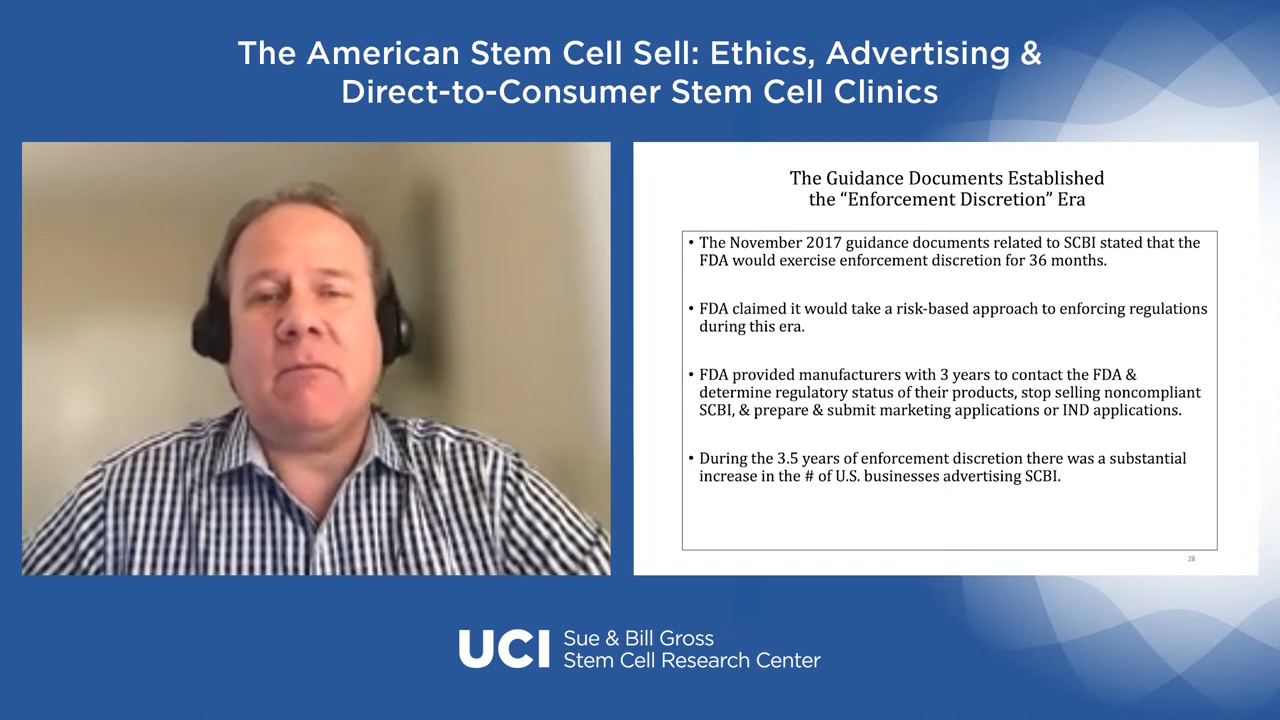 The American Stem Cell Sell: Ethics, Advertising &
Direct-to-Consumer Stem Cell Clinics
The Guidance Documents Established
the “Enforcement Discretion” Era
• The November 2017 guidance documents related to SCBI stated that the
FDA would exercise enforcement discretion for 36 months.
• FDA claimed it would take a risk-based approach to enforcing regulations
during this era.
• FDA provided manufacturers with 3 years to contact the FDA &
determine regulatory status of their products, stop selling noncompliant
SCBI, & prepare & submit marketing applications or IND applications.
• During the 3.5 years of enforcement discretion there was a substantial
increase in the # of U.S. businesses advertising SCBI.
28
UCI Sue & Bill Gross
Stem Cell Research Center